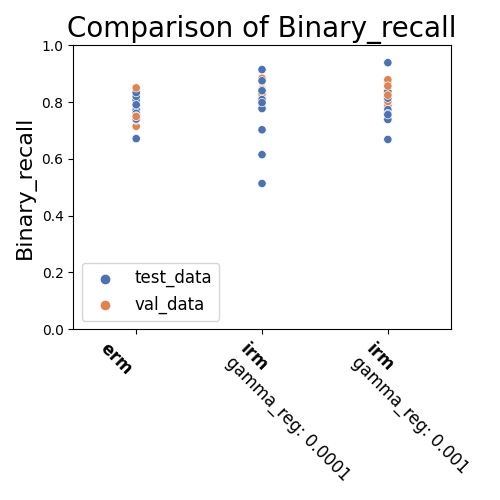 Comparison of Binary_recall
Binary_recall
1.0
0.8
0.6
0.4
0.2
0.0
test_data
val_data
erm
irm
gamma_reg: 0.0001
irm
gamma_reg: 0.001